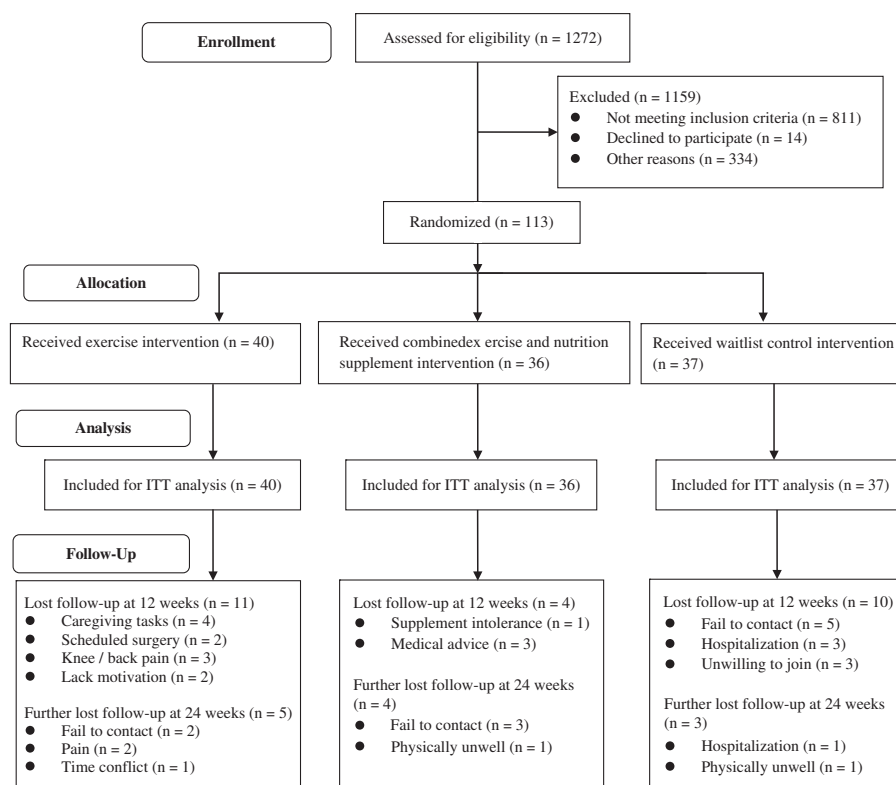 Enrollment
Assessed for eligibility (n = 1272)
Excluded (n = 1159)
● Not meeting inclusion criteria (n = 811)
● Declined to participate (n = 14)
● Other reasons (n = 334)
Randomized (n = 113)
Allocation
Received exercise intervention (n = 40)
Received combinedex ercise and nutrition
supplement intervention (n = 36)
Received waitlist control intervention
(n = 37)
Analysis
Included for ITT analysis (n = 40)
Included for ITT analysis (n = 36)
Included for ITT analysis (n = 37)
Follow-Up
Lost follow-up at 12 weeks (n = 11)
● Caregiving tasks (n = 4)
● Scheduled surgery (n = 2)
● Knee / back pain (n = 3)
● Lack motivation (n = 2)
Further lost follow-up at 24 weeks (n = 5)
● Fail to contact (n = 2)
● Pain (n = 2)
● Time conflict (n = 1)
Lost follow-up at 12 weeks (n = 4)
● Supplement intolerance (n = 1)
● Medical advice (n = 3)
Further lost follow-up at 24 weeks
(n = 4)
● Fail to contact (n = 3)
● Physically unwell (n = 1)
Lost follow-up at 12 weeks (n = 10)
● Fail to contact (n = 5)
● Hospitalization (n = 3)
● Unwilling to join (n = 3)
Further lost follow-up at 24 weeks
(n = 3)
● Hospitalization (n = 1)
● Physically unwell (n = 1)